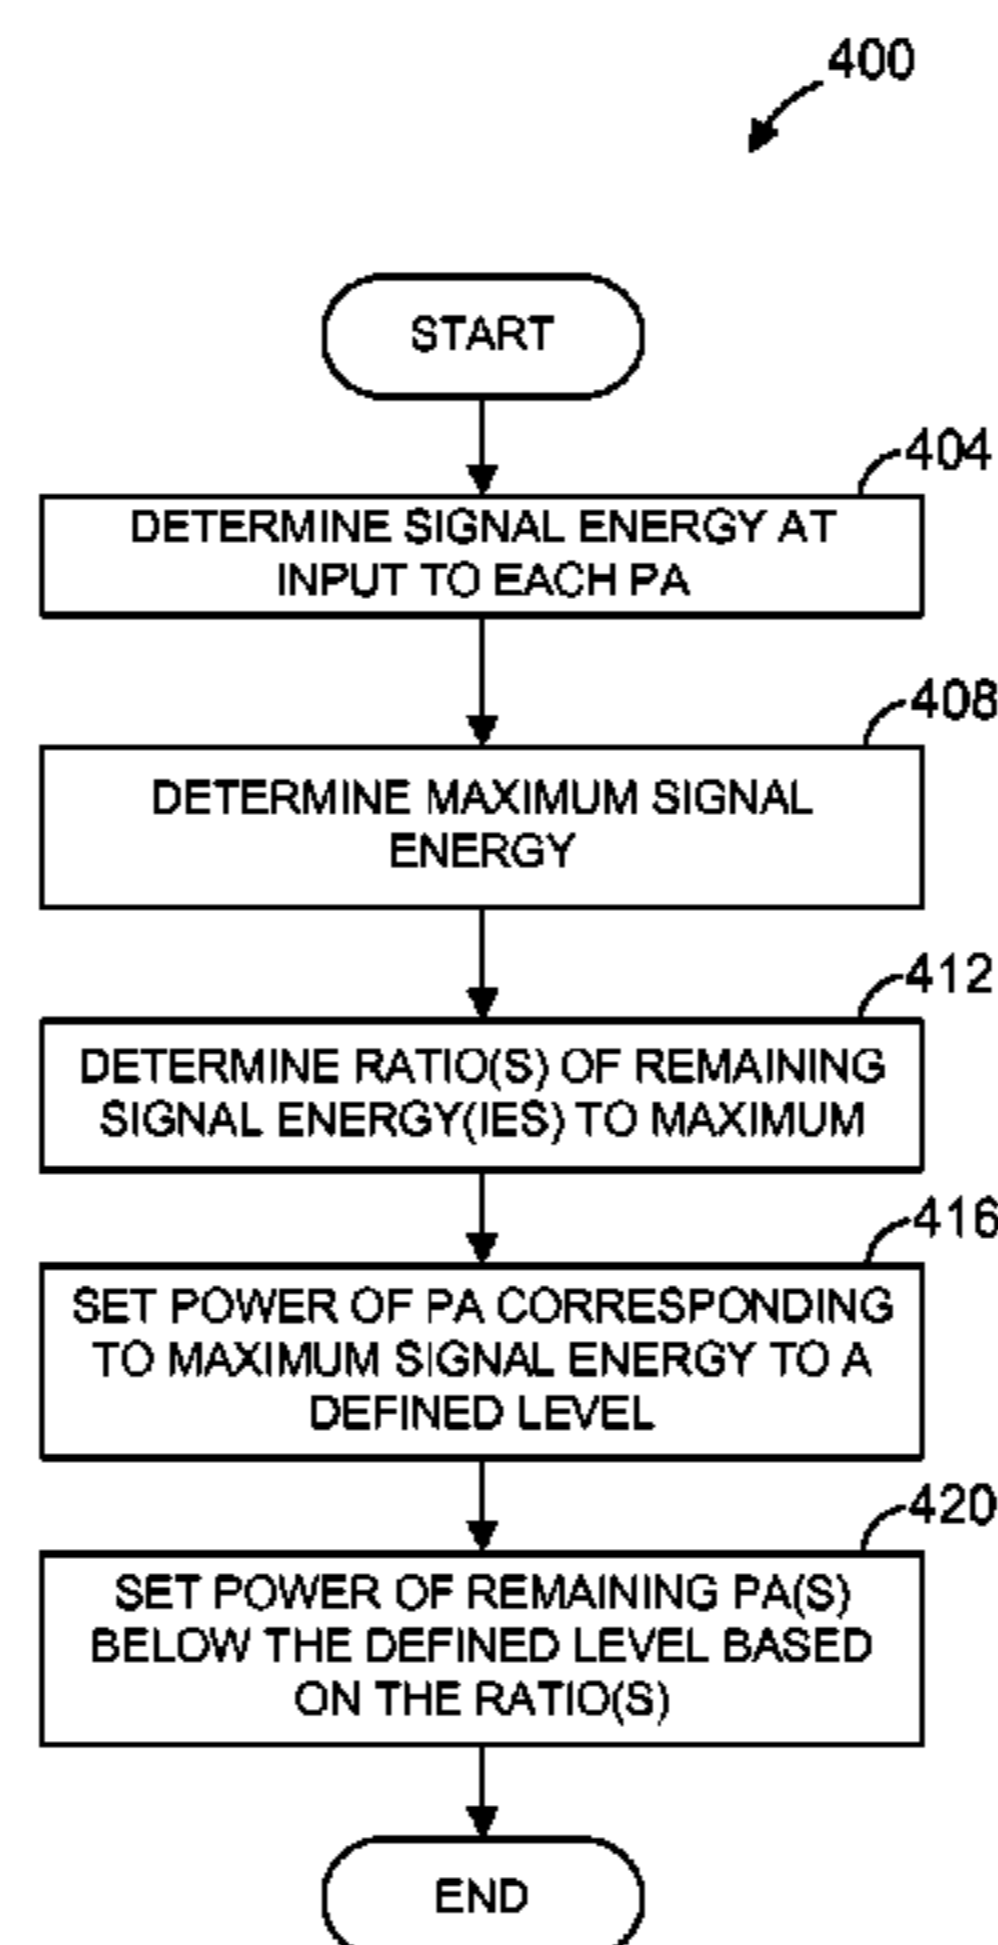 400
START
404
DETERMINE SIGNAL ENERGY AT
INPUT TO EACH PA
408
DETERMINE MAXIMUM SIGNAL
ENERGY
412
DETERMINE RATIO(S) OF REMAINING
SIGNAL ENERGY(IES) TO MAXIMUM
416
SET POWER OF PA CORRESPONDING
TO MAXIMUM SIGNAL ENERGY TO A
DEFINED LEVEL
420
SET POWER OF REMAINING PA(S)
BELOW THE DEFINED LEVEL BASED
ON THE RATIO(S)
END